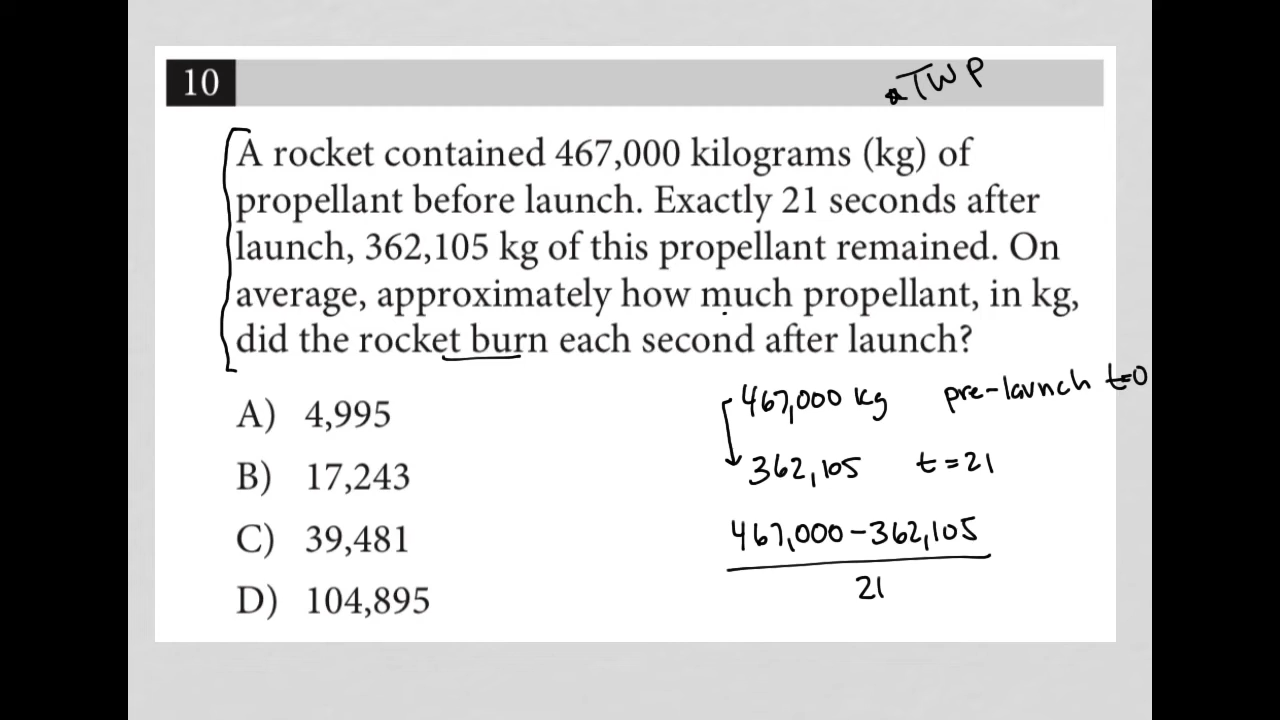 10
*TWP
A rocket contained 467,000 kilograms (kg) of
propellant before launch. Exactly 21 seconds after
launch, 362,105 kg of this propellant remained. On
average, approximately how much propellant, in kg,
did the rocket burn each second after launch?
A) 4,995
B) 17,243
C) 39,481
D) 104,895
467,000 kg pre-launch t=0
362,105 t=21
467,000-362,105
21